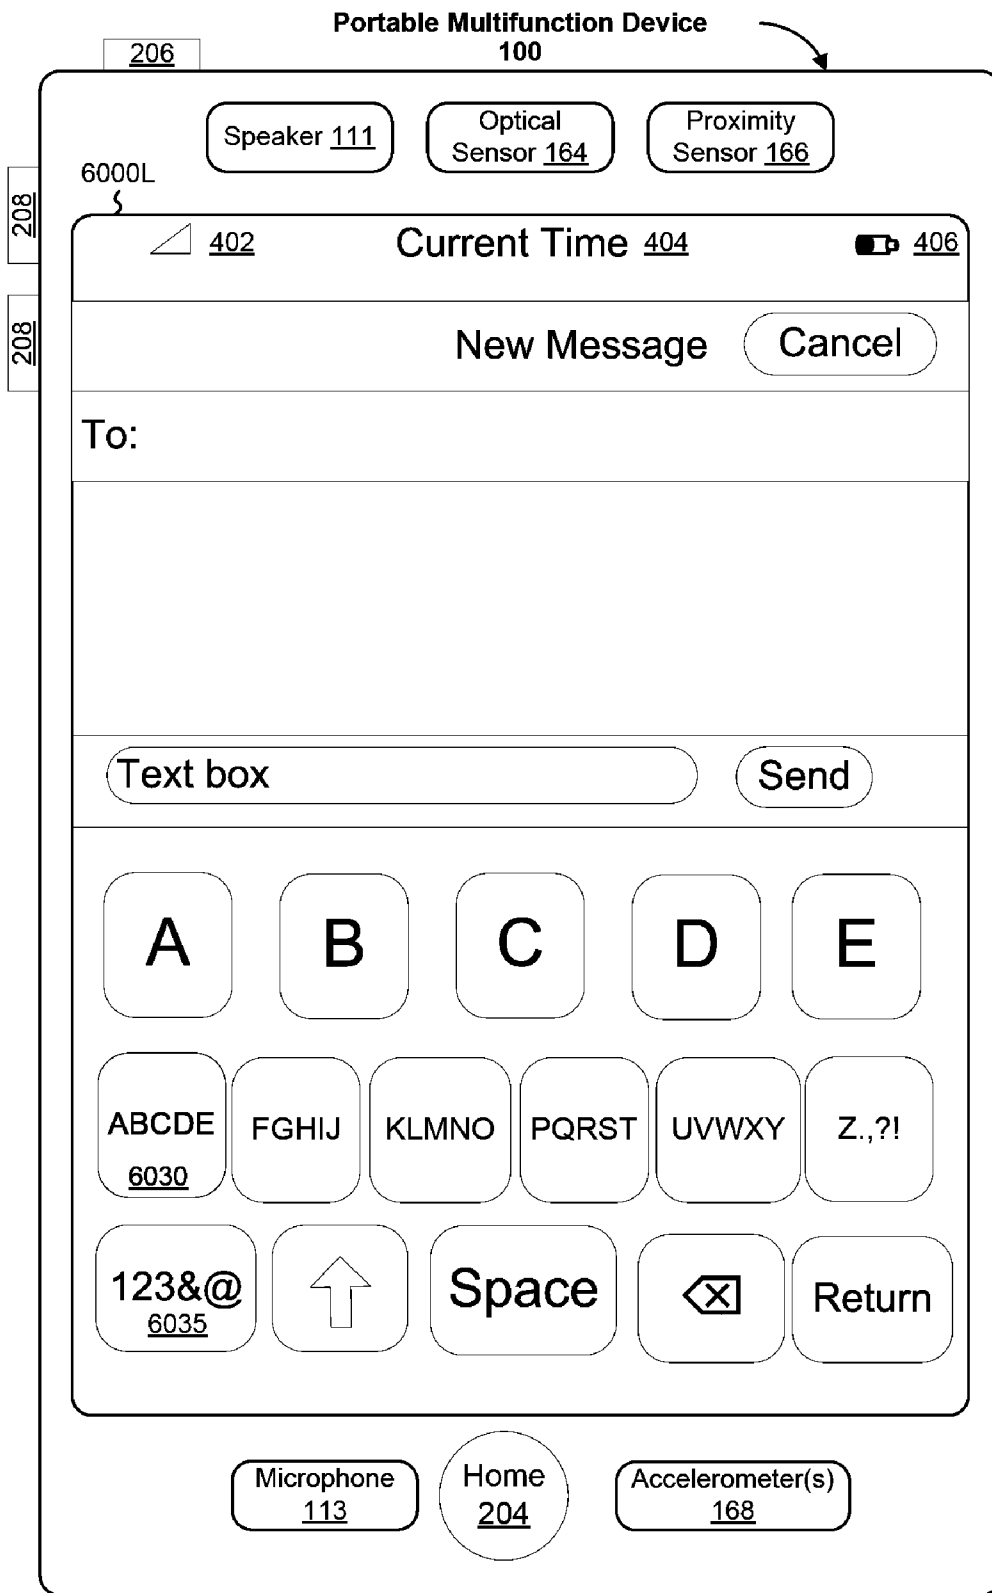 Portable Multifunction Device
100
206
Speaker 111
Optical
Sensor 164
Proximity
Sensor 166
6000L
208
208
402
Current Time 404
406
New Message
Cancel
To:
Text box
Send
A
B
C
D
E
ABCDE
6030
FGHIJ
KLMNO
PQRST
UVWXY
Z.,?!
123&@
6035
Space
Return
Microphone
113
Home
204
Accelerometer(s)
168